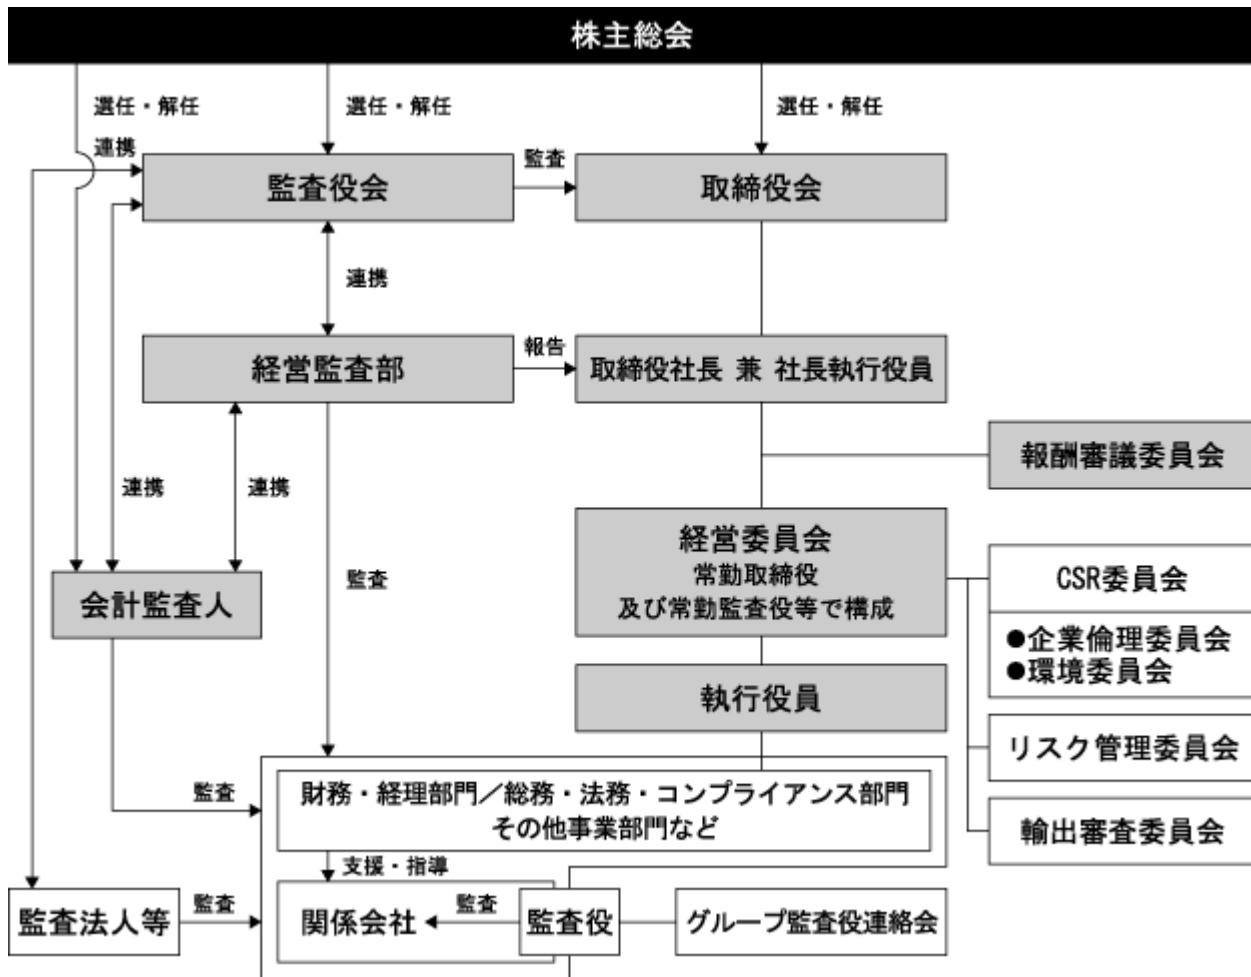 株主総会
選任・解任
選任・解任
選任・解任
連携
監査役会
監査
取締役会
連携
経営監査部
報告
取締役社長 兼 社長執行役員
報酬審議委員会
連携
連携
経営委員会
常勤取締役
及び常勤監査役等で構成
監査
会計監査人
CSR委員会
●企業倫理委員会
●環境委員会
執行役員
リスク管理委員会
監査
財務・経理部門／総務・法務・コンプライアンス部門
その他事業部門など
輸出審査委員会
支援・指導
監査法人等
監査
関係会社
監査
監査役
グループ監査役連絡会